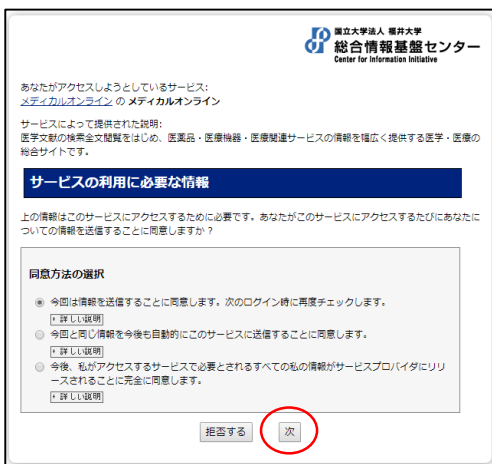 国立大学法人 福井大学
総合情報基盤センター
Center for Information Initiative
あなたがアクセスしようとしているサービス:
メディカルオンライン の メディカルオンライン
サービスによって提供された説明:
医学文献の検索全文閲覧をはじめ、医薬品・医療機器・医療関連サービスの情報を幅広く提供する医学・医療の
総合サイトです。
サービスの利用に必要な情報
上の情報はこのサービスにアクセスするために必要です。あなたがこのサービスにアクセスするたびにあなたに
ついての情報を送信することに同意しますか？
同意方法の選択
今回は情報を送信することに同意します。次のログイン時に再度チェックします。
詳しい説明
今回と同じ情報を今後も自動的にこのサービスに送信することに同意します。
詳しい説明
今後、私がアクセスするサービスで必要とされるすべての私の情報がサービスプロバイダにリリ
ースされることに完全に同意します。
詳しい説明
拒否する 次